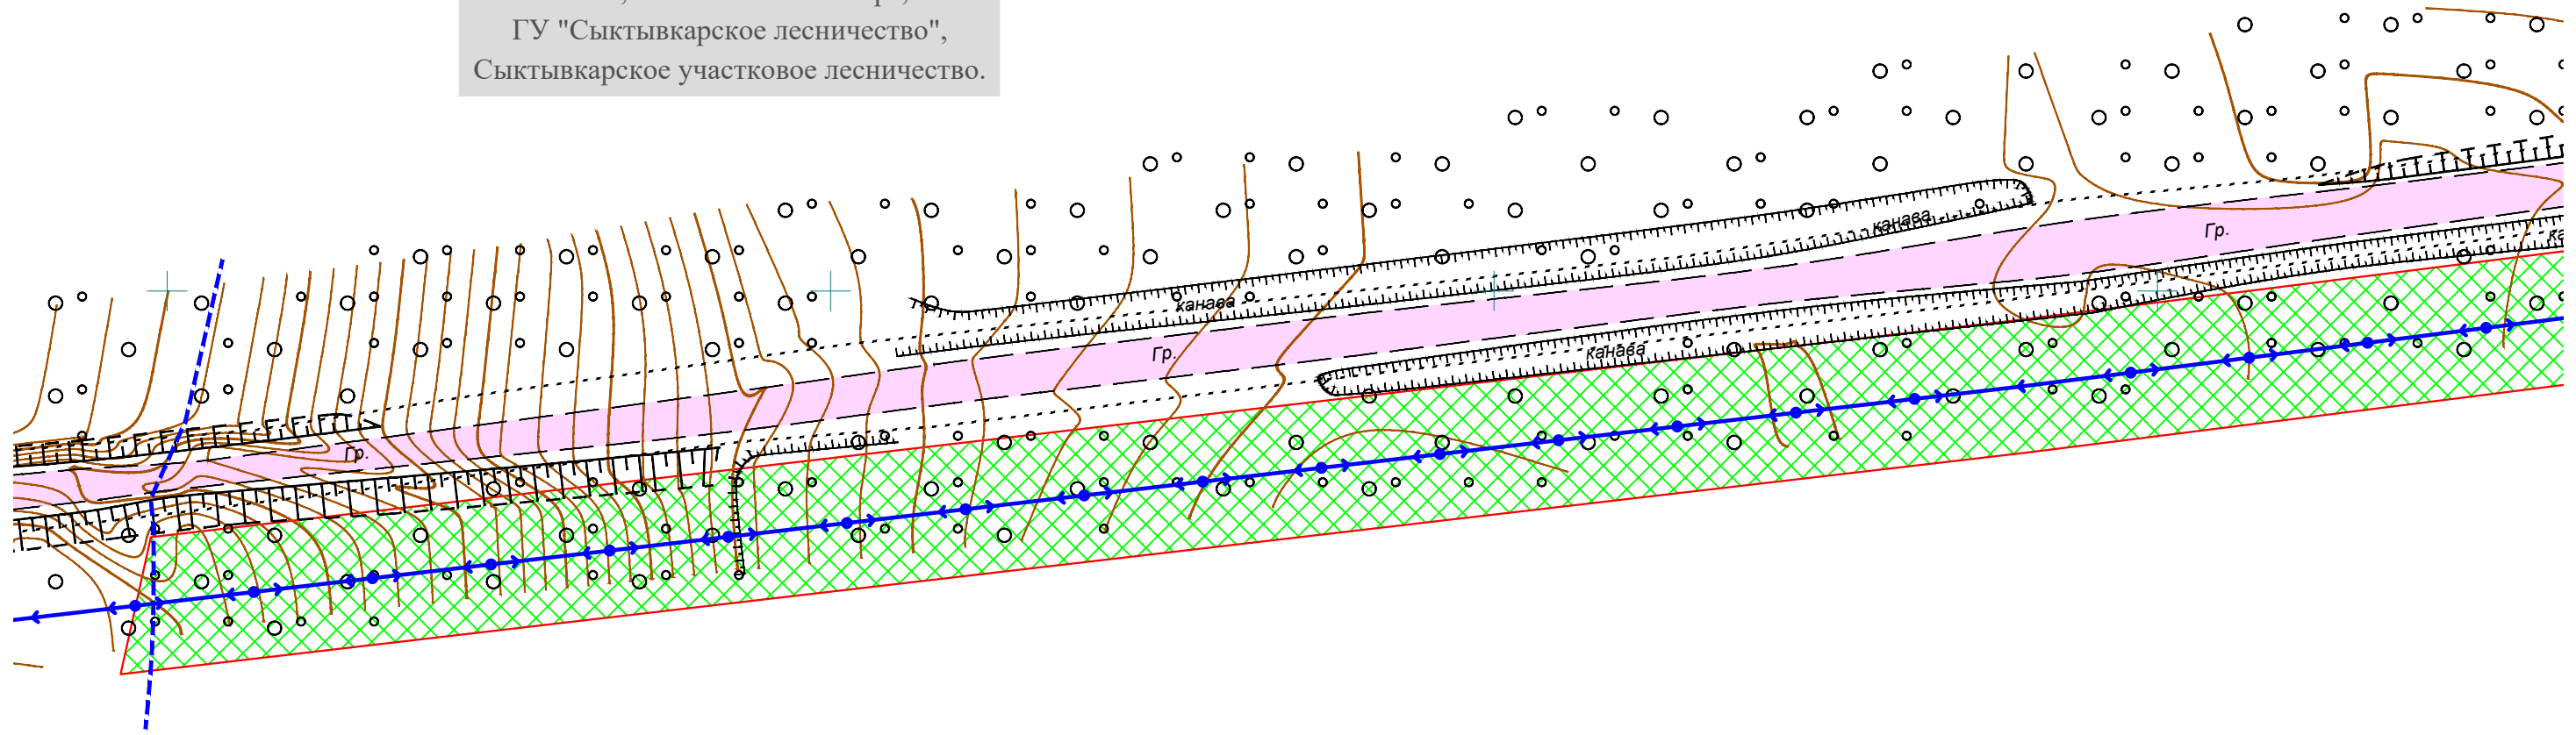 ГУ "Сыктывкарское лесничество",
Сыктывкарское участковое лесничество.
канава
Гр.
канава
Гр.
канава
Гр.